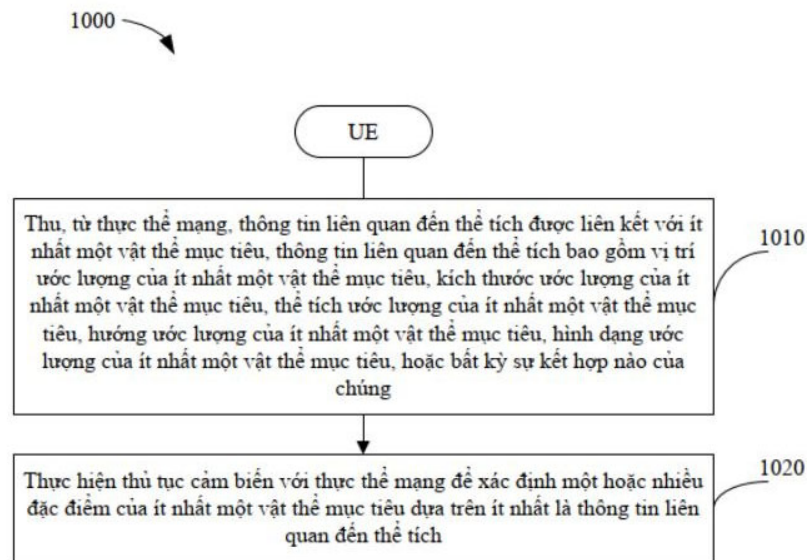 1000
UE
Thu, từ thực thể mạng, thông tin liên quan đến thể tích được liên kết với ít
nhất một vật thể mục tiêu, thông tin liên quan đến thể tích bao gồm vị trí
ước lượng của ít nhất một vật thể mục tiêu, kích thước ước lượng của ít
nhất một vật thể mục tiêu, thể tích ước lượng của ít nhất một vật thể mục
tiêu, hướng ước lượng của ít nhất một vật thể mục tiêu, hình dạng ước
lượng của ít nhất một vật thể mục tiêu, hoặc bất kỳ sự kết hợp nào của
chúng
1010
Thực hiện thủ tục cảm biến với thực thể mạng để xác định một hoặc nhiều
đặc điểm của ít nhất một vật thể mục tiêu dựa trên ít nhất là thông tin liên
quan đến thể tích
1020